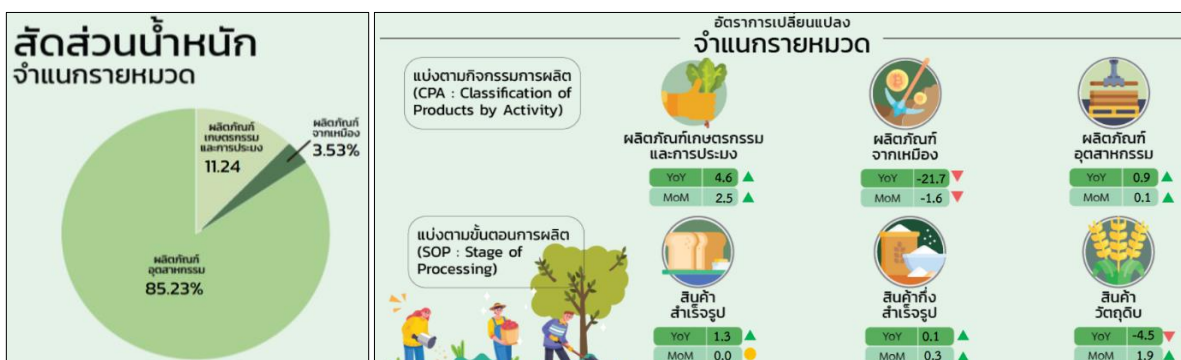 สัดส่วนน้ำหนัก
จำแนกรายหมวด
ผลิตภัณฑ์
เกษตรกรรม
และการประมง
11.24
ผลิตภัณฑ์
จากเหมือง
3.53%
ผลิตภัณฑ์
อุตสาหกรรม
85.23%
อัตราการเปลี่ยนแปลง
จำแนกรายหมวด
แบ่งตามกิจกรรมการผลิต
(CPA : Classification of
Products by Activity)
ผลิตภัณฑ์เกษตรกรรม
และการประมง
YoY 4.6
MoM 2.5
ผลิตภัณฑ์
จากเหมือง
YoY -21.7
MoM -1.6
ผลิตภัณฑ์
อุตสาหกรรม
YoY 0.9
MoM 0.1
แบ่งตามขั้นตอนการผลิต
(SOP : Stage of
Processing)
สินค้า
สำเร็จรูป
YoY 1.3
MoM 0.0
สินค้ากึ่ง
สำเร็จรูป
YoY 0.1
MoM 0.3
สินค้า
วัตถุดิบ
YoY -4.5
MoM 1.9